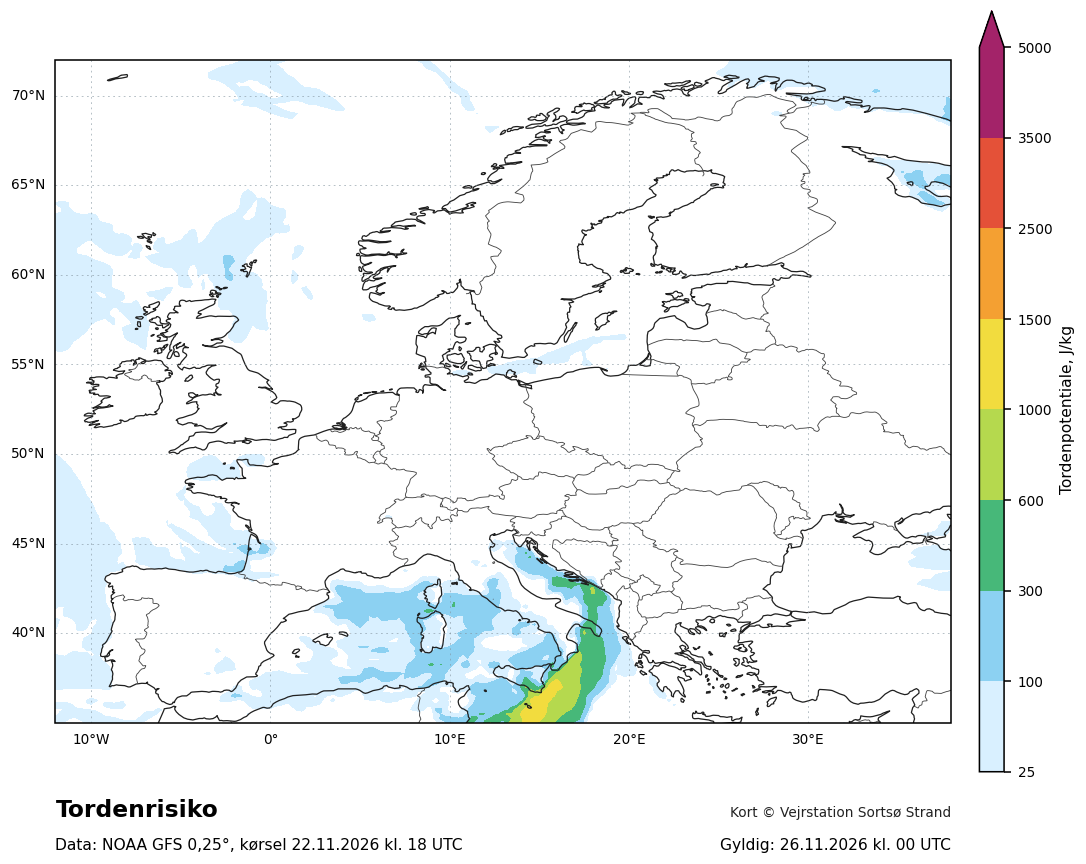 5000
3500
2500
1500
1000
600
300
100
25
Tordenpotentiale, J/kg
70°N
65°N
60°N
55°N
50°N
45°N
40°N
10°W
0°
10°E
20°E
30°E
Tordenrisiko
Kort © Vejrstation Sortsø Strand
Data: NOAA GFS 0,25°, kørsel 22.11.2026 kl. 18 UTC
Gyldig: 26.11.2026 kl. 00 UTC